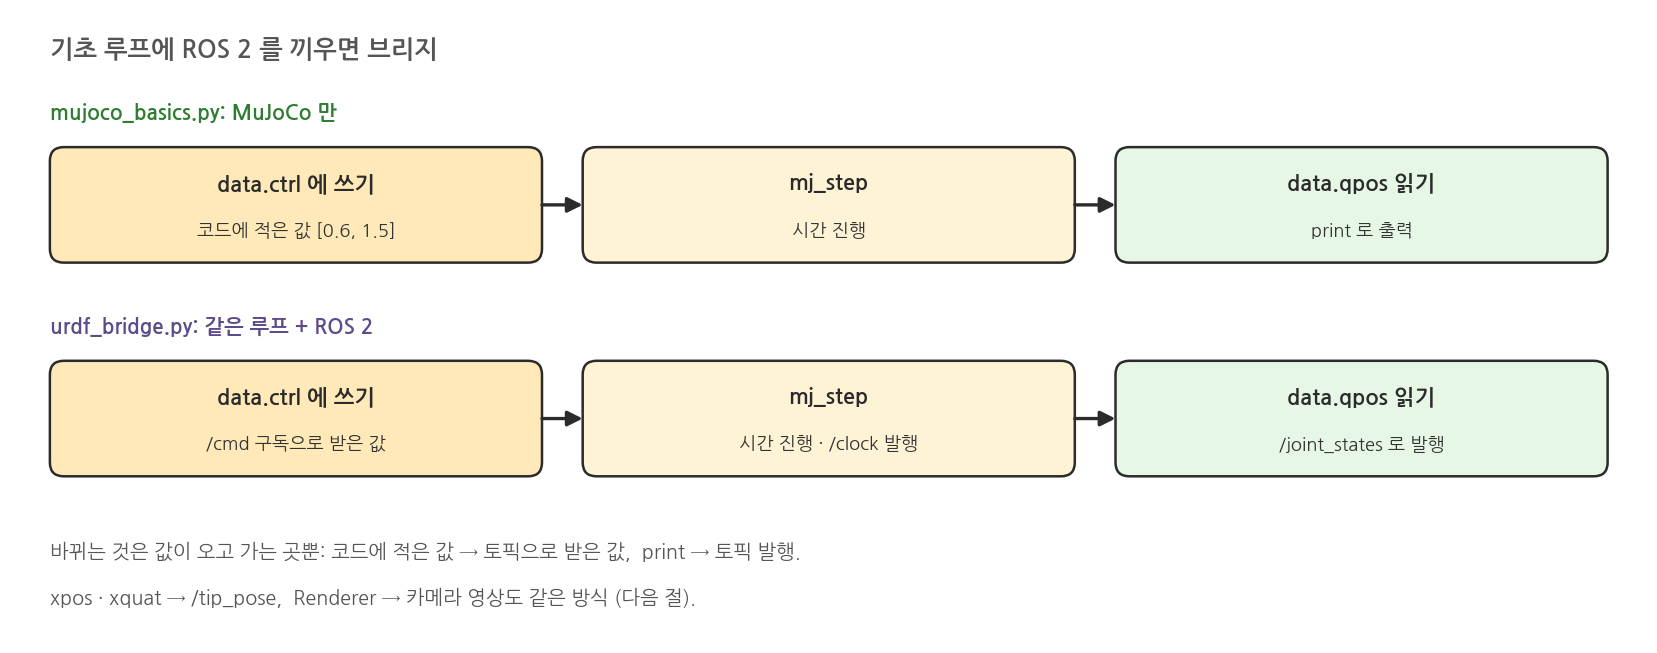 기초 루프에 ROS 2 를 끼우면 브리지
mujoco_basics.py: MuJoCo 만
data.ctrl 에 쓰기
코드에 적은 값 [0.6, 1.5]
mj_step
시간 진행
data.qpos 읽기
print 로 출력
urdf_bridge.py: 같은 루프 + ROS 2
data.ctrl 에 쓰기
/cmd 구독으로 받은 값
mj_step
시간 진행 · /clock 발행
data.qpos 읽기
/joint_states 로 발행
바뀌는 것은 값이 오고 가는 곳뿐: 코드에 적은 값 → 토픽으로 받은 값, print → 토픽 발행.
xpos · xquat → /tip_pose, Renderer → 카메라 영상도 같은 방식 (다음 절).